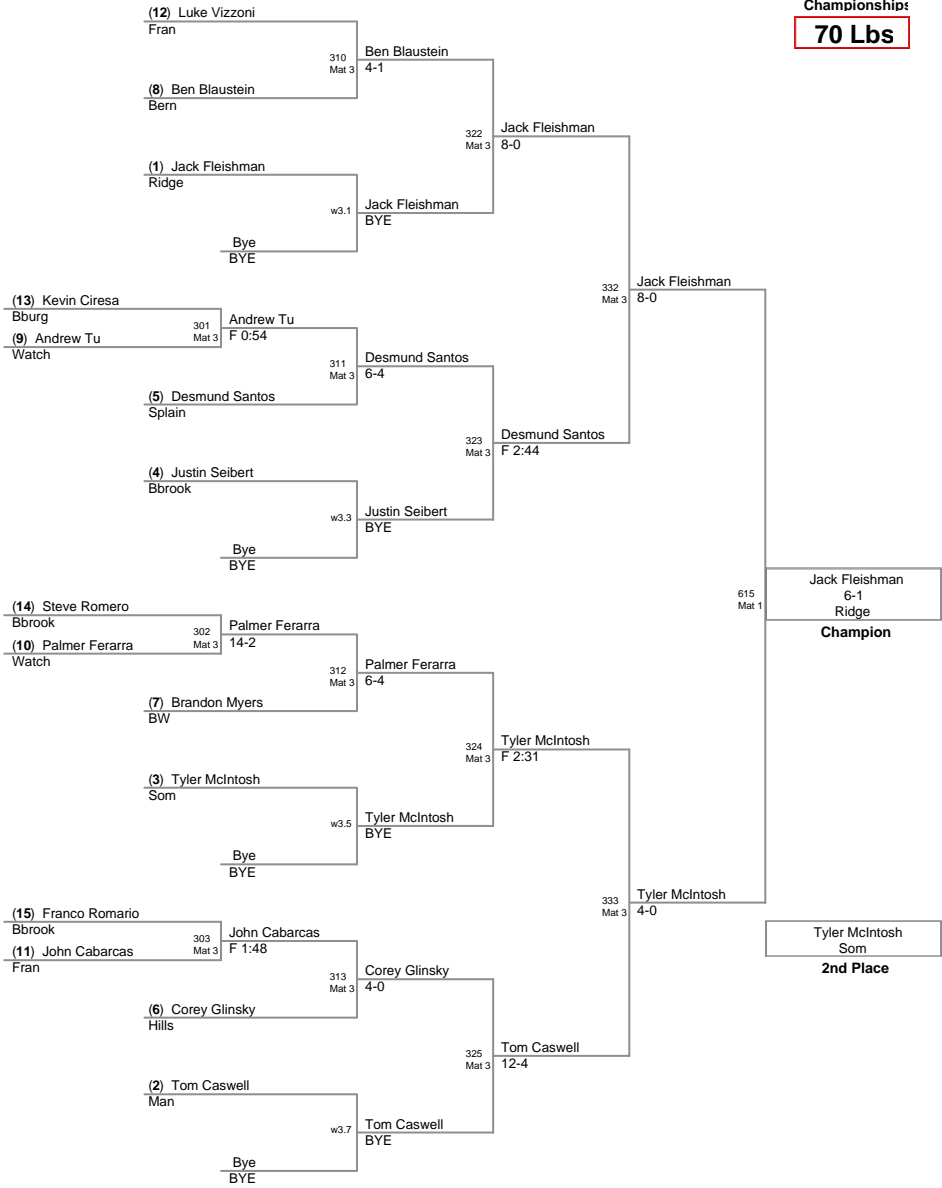 Championships
70 Lbs
(12) Luke Vizzoni
Fran
310
Mat 3
Ben Blaustein
4-1
(8) Ben Blaustein
Bern
322
Mat 3
Jack Fleishman
8-0
(1) Jack Fleishman
Ridge
w3.1
Jack Fleishman
BYE
Bye
BYE
332
Mat 3
Jack Fleishman
8-0
(13) Kevin Ciresa
Bburg
301
Mat 3
Andrew Tu
F 0:54
(9) Andrew Tu
Watch
311
Mat 3
Desmund Santos
6-4
(5) Desmund Santos
Splain
323
Mat 3
Desmund Santos
F 2:44
(4) Justin Seibert
Bbrook
w3.3
Justin Seibert
BYE
Bye
BYE
615
Mat 1
Jack Fleishman
6-1
Ridge
Champion
(14) Steve Romero
Bbrook
302
Mat 3
Palmer Ferarra
14-2
(10) Palmer Ferarra
Watch
312
Mat 3
Palmer Ferarra
6-4
(7) Brandon Myers
BW
324
Mat 3
Tyler McIntosh
F 2:31
(3) Tyler McIntosh
Som
w3.5
Tyler McIntosh
BYE
Bye
BYE
333
Mat 3
Tyler McIntosh
4-0
(15) Franco Romario
Bbrook
303
Mat 3
John Cabarcas
F 1:48
(11) John Cabarcas
Fran
Tyler McIntosh
Som
2nd Place
313
Mat 3
Corey Glinsky
4-0
(6) Corey Glinsky
Hills
325
Mat 3
Tom Caswell
12-4
(2) Tom Caswell
Man
w3.7
Tom Caswell
BYE
Bye
BYE